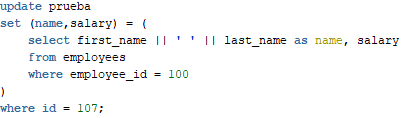 update prueba
set (name,salary) = (
    select first_name || ' ' || last_name as name, salary
    from employees
    where employee_id = 100
)
where id = 107;